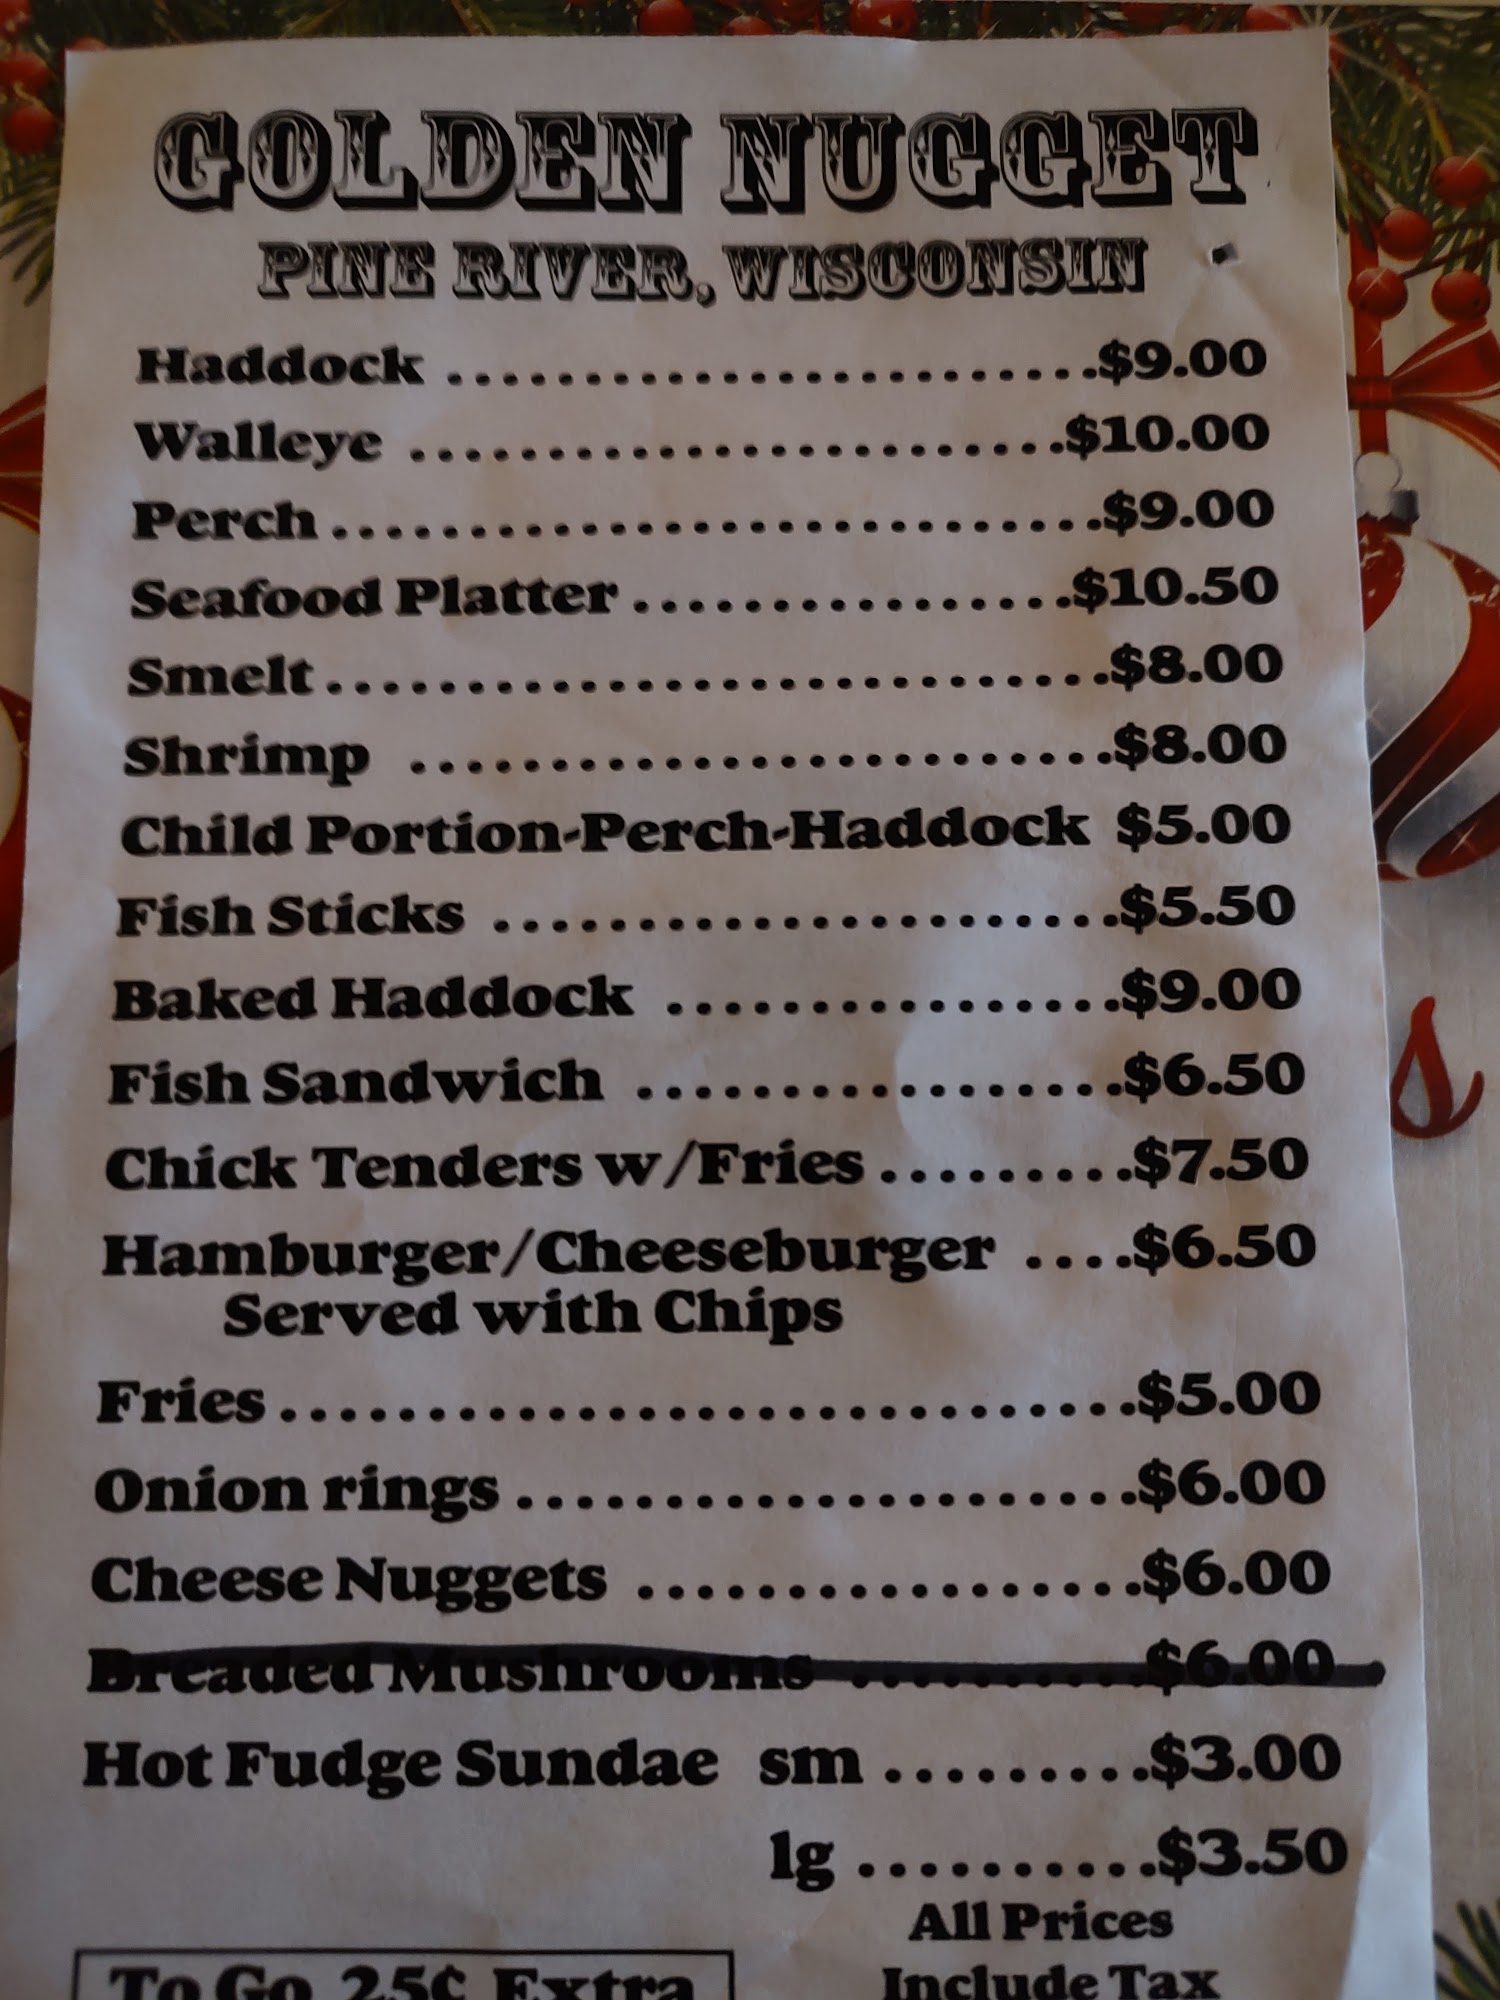 GOLDEN NUGGET
PINE RIVER, WISCONSIN
Haddock ........................$9.00
Walleye ........................$10.00
Perch............................$9.00
Seafood Platter................$10.50
Smelt............................$8.00
Shrimp .........................$8.00
Child Portion-Perch-Haddock $5.00
Fish Sticks ......................$5.50
Baked Haddock ................$9.00
Fish Sandwich .................$6.50
Chick Tenders w/Fries.........$7.50
Hamburger/Cheeseburger ....$6.50
Served with Chips
Fries..............................$5.00
Onion rings......................$6.00
Cheese Nuggets .................$6.00
Breaded Mushrooms ..........$6.00
Hot Fudge Sundae sm .........$3.00
lg ..........$3.50
All Prices
Include Tax
To Go 25¢ Extra